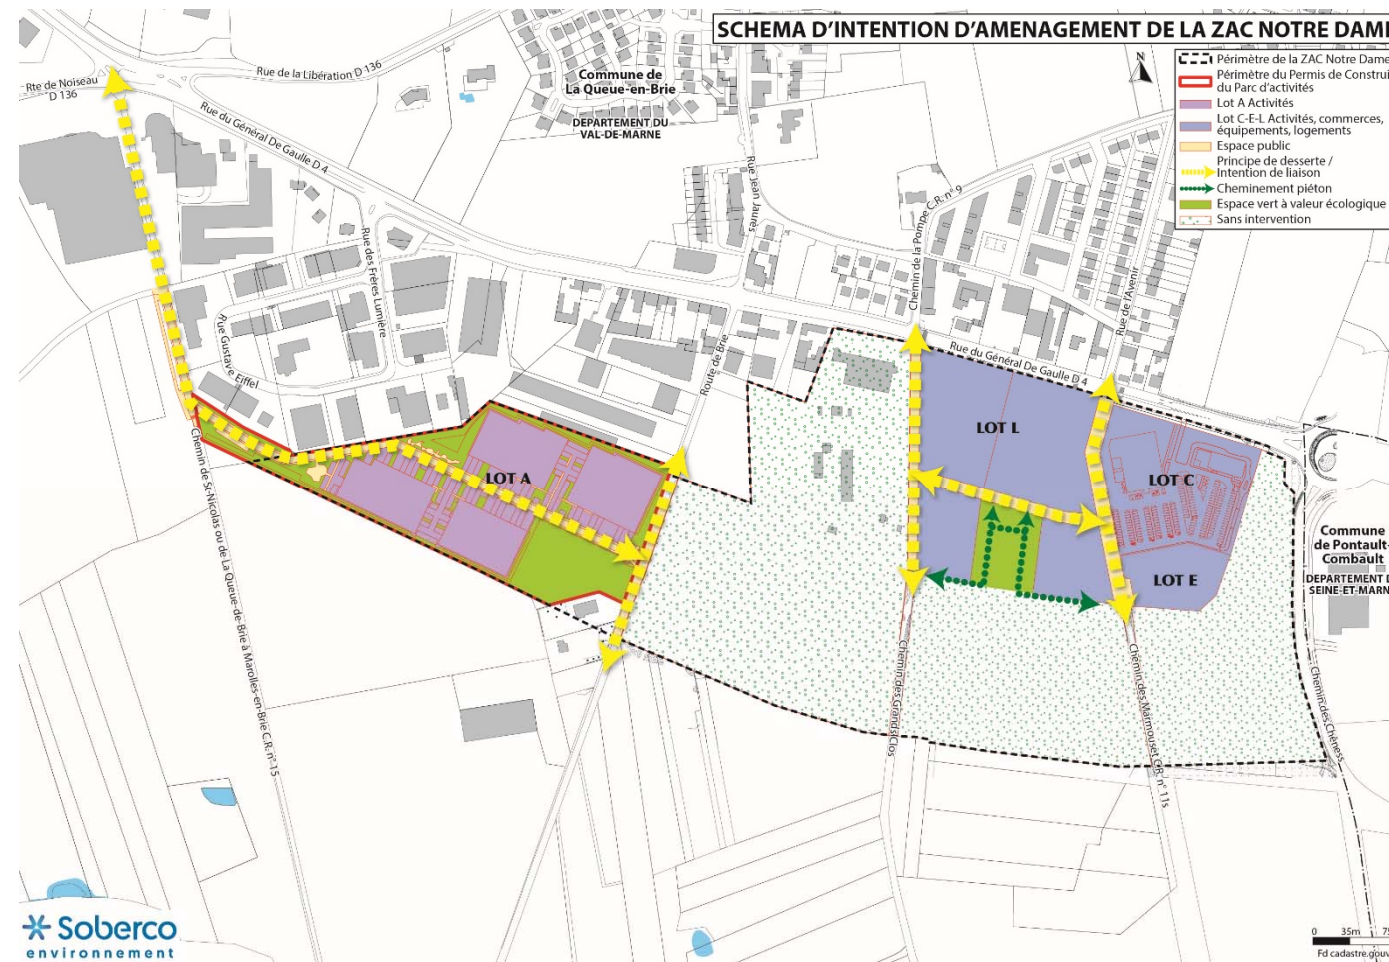 SCHEMA D'INTENTION D'AMENAGEMENT DE LA ZAC NOTRE DAME
N
Périmètre de la ZAC Notre Dame
Périmètre du Permis de Construi
du Parc d'activités
Lot A Activités
Lot C-E-L Activités, commerces,
équipements, logements
Espace public
Principe de desserte /
Intention de liaison
Cheminement piéton
Espace vert à valeur écologique
Sans intervention
Rte de Noiseau
D 136
Rue de la Libération D 136
Commune de
La Queue-en-Brie
DEPARTEMENT DU
VAL-DE-MARNE
Rue du Général De Gaulle D 4
Rue Jean Jaurès
Chemin de la Pompe C.R. n° 9
Rue de l'Avenir
Rue des Frères Lumière
Rue Gustave Eiffel
Route de Brie
Rue du Général De Gaulle D 4
LOT L
LOT A
LOT C
LOT E
Commune
de Pontault-
Combault
DEPARTEMENT D
SEINE-ET-MARN
Chemin de St-Nicolas ou de La Queue-de-Brie à Marolles-en-Brie C.R. n° 15
Chemin des Grands Clos
Chemin des Marmouset C.R. n° 11s
Chemin des Chêness
Soberco
environnement
0 35m 75
Fd cadastre.gouv